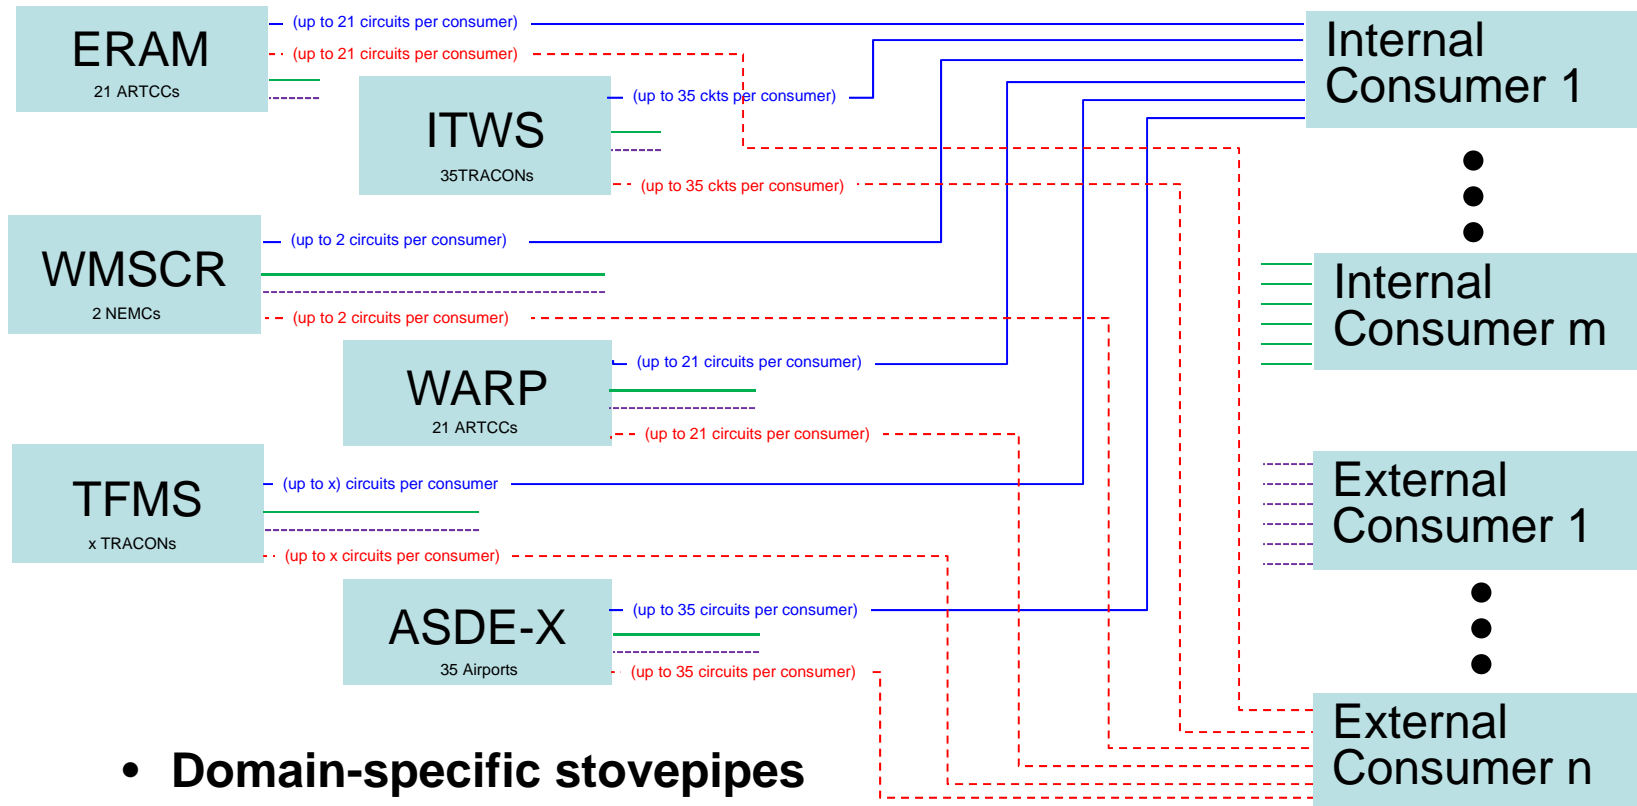 ERAM
21 ARTCCs
(up to 21 circuits per consumer)
(up to 21 circuits per consumer)
ITWS
35TRACONs
(up to 35 ckts per consumer)
(up to 35 ckts per consumer)
WMSCR
2 NEMCs
(up to 2 circuits per consumer)
(up to 2 circuits per consumer)
WARP
21 ARTCCs
(up to 21 circuits per consumer)
(up to 21 circuits per consumer)
TFMS
x TRACONs
(up to x) circuits per consumer
(up to x circuits per consumer)
ASDE-X
35 Airports
(up to 35 circuits per consumer)
(up to 35 circuits per consumer)
Internal
Consumer 1
Internal
Consumer m
External
Consumer 1
External
Consumer n
• Domain-specific stovepipes